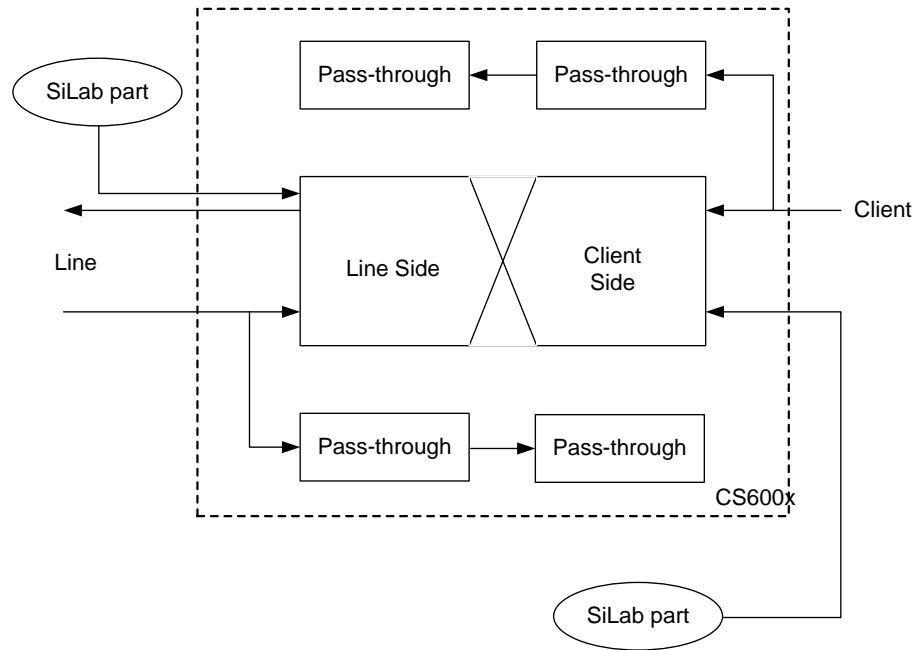 Pass-through
Pass-through
SiLab part
Client
Line
Line Side
Client
Side
Pass-through
Pass-through
CS600x
SiLab part